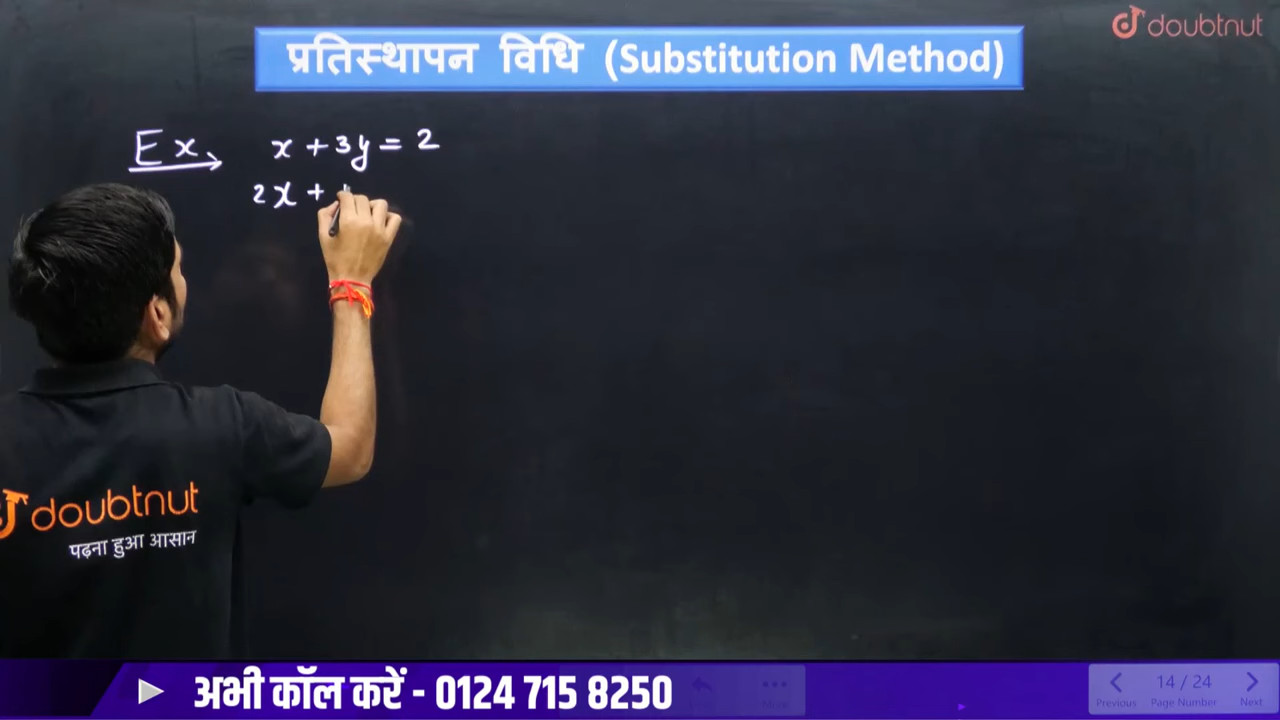 doubtnut
प्रतिस्थापन विधि (Substitution Method)
Ex. x + 3y = 2
2x +
doubtnut
पढ़ना हुआ आसान
अभी कॉल करें - 0124 715 8250
14 / 24
Previous Page Number Next